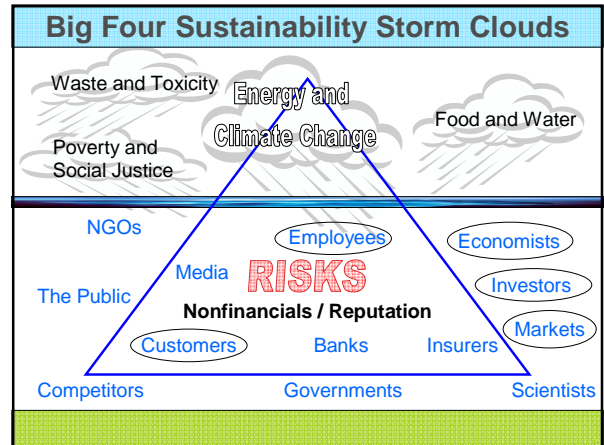 Big Four Sustainability Storm Clouds
Waste and Toxicity
Energy and
Climate Change
Food and Water
Poverty and
Social Justice
NGOs
Employees
Economists
Media
RISKS
The Public
Investors
Nonfinancials / Reputation
Markets
Customers
Banks
Insurers
Competitors
Governments
Scientists